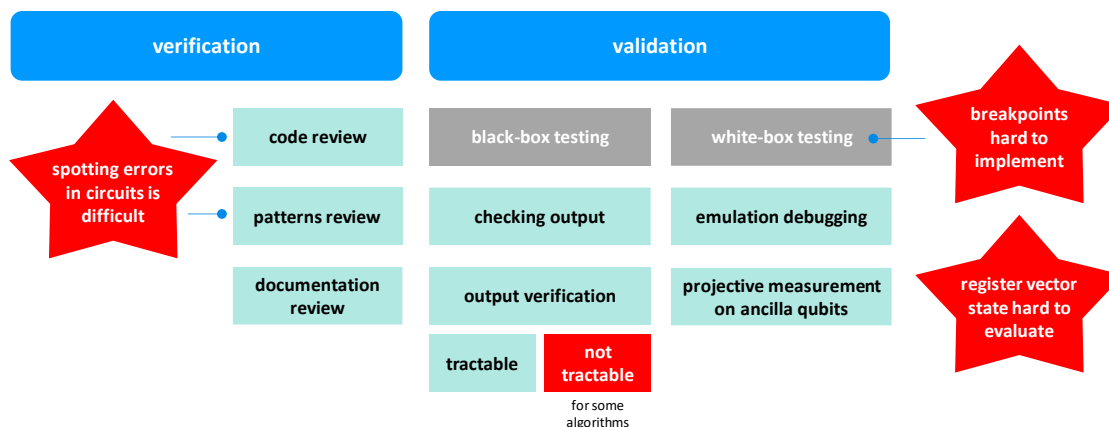 verification
validation
spotting errors
in circuits is
difficult
code review
patterns review
documentation
review
black-box testing
checking output
output verification
tractable
not
tractable
for some
algorithms
white-box testing
emulation debugging
projective measurement
on ancilla qubits
breakpoints
hard to
implement
register vector
state hard to
evaluate